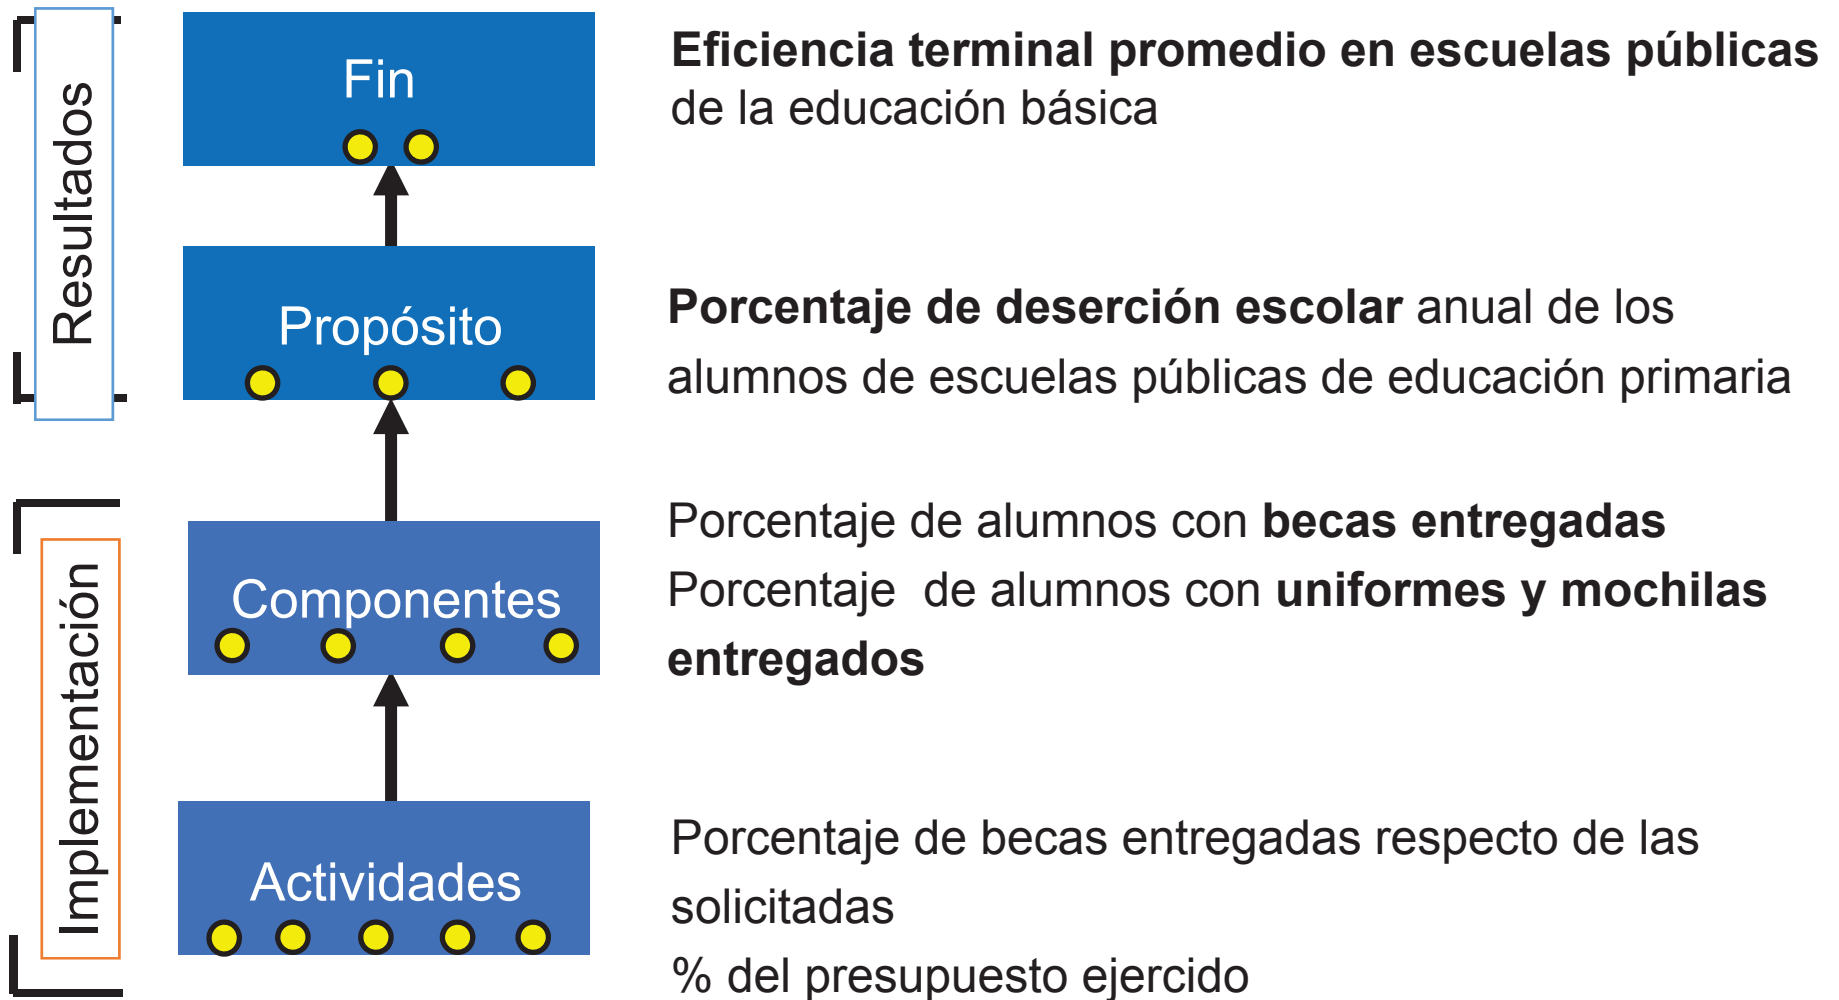 Resultados
Fin
Eficiencia terminal promedio en escuelas públicas
de la educación básica
Propósito
Porcentaje de deserción escolar anual de los
alumnos de escuelas públicas de educación primaria
Implementación
Componentes
Porcentaje de alumnos con becas entregadas
Porcentaje de alumnos con uniformes y mochilas
entregados
Actividades
Porcentaje de becas entregadas respecto de las
solicitadas
% del presupuesto ejercido